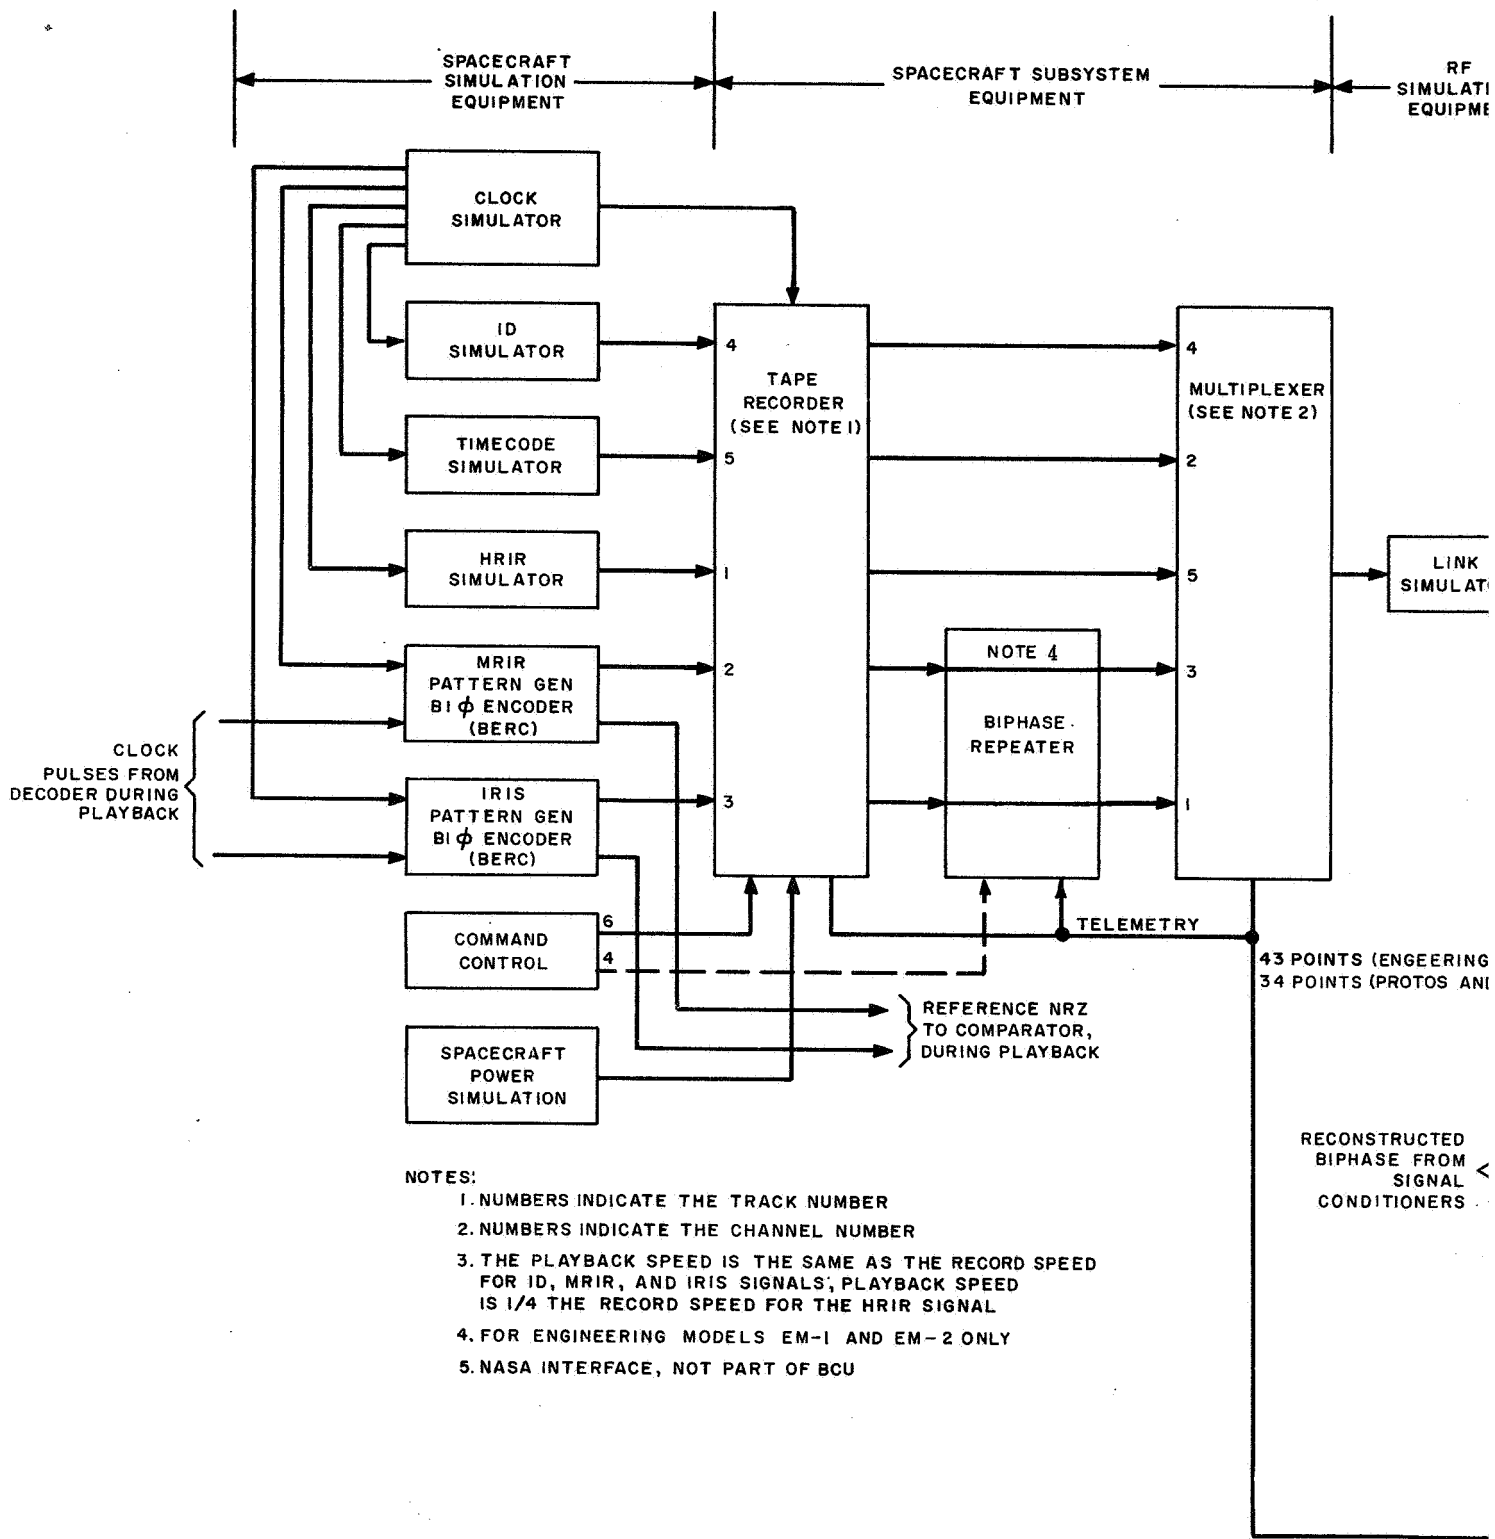 SPACECRAFT
SIMULATION
EQUIPMENT
SPACECRAFT SUBSYSTEM
EQUIPMENT
RF
SIMULATI
EQUIPME
CLOCK
SIMULATOR
ID
SIMULATOR
4
TIMECODE
SIMULATOR
5
HRIR
SIMULATOR
1
MRIR
PATTERN GEN
BI ϕ ENCODER
(BERC)
2
IRIS
PATTERN GEN
BI ϕ ENCODER
(BERC)
3
CLOCK
PULSES FROM
DECODER DURING
PLAYBACK
COMMAND
CONTROL
6
4
SPACECRAFT
POWER
SIMULATION
TAPE
RECORDER
(SEE NOTE 1)
NOTE 4
BIPHASE
REPEATER
MULTIPLEXER
(SEE NOTE 2)
4
2
5
3
1
LINK
SIMULATO
TELEMETRY
43 POINTS (ENGEERING
34 POINTS (PROTOS AND
REFERENCE NRZ
TO COMPARATOR,
DURING PLAYBACK
RECONSTRUCTED
BIPHASE FROM
SIGNAL
CONDITIONERS
NOTES:
1. NUMBERS INDICATE THE TRACK NUMBER
2. NUMBERS INDICATE THE CHANNEL NUMBER
3. THE PLAYBACK SPEED IS THE SAME AS THE RECORD SPEED
FOR ID, MRIR, AND IRIS SIGNALS; PLAYBACK SPEED
IS 1/4 THE RECORD SPEED FOR THE HRIR SIGNAL
4. FOR ENGINEERING MODELS EM-1 AND EM-2 ONLY
5. NASA INTERFACE, NOT PART OF BCU